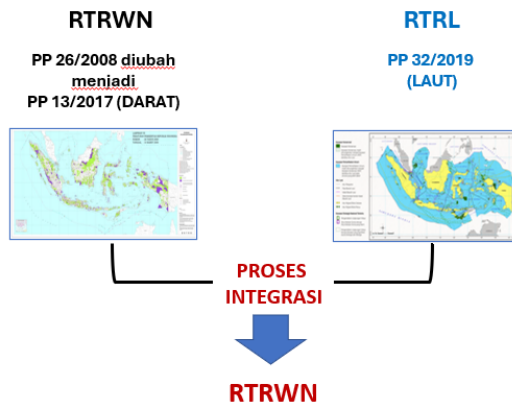 RTRWN
PP 26/2008 diubah
menjadi
PP 13/2017 (DARAT)
RTRL
PP 32/2019
(LAUT)
PROSES
INTEGRASI
RTRWN